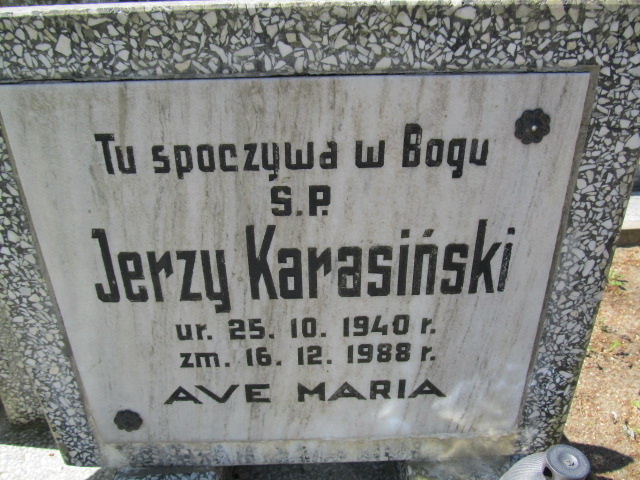 Tu spoczywa w Bogu
Ś.P.
Jerzy Karasiński
ur. 25. 10. 1940 r.
zm. 16. 12. 1988 r.
AVE MARIA